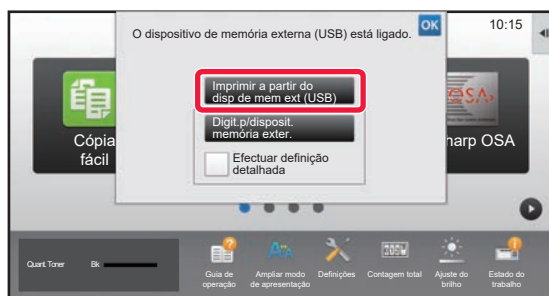 O dispositivo de memória externa (USB) está ligado.
OK
10:15
Imprimir a partir do
disp de mem ext (USB)
Digit.p/disposit.
memória exter.
Efectuar definição
detalhada
Cópia
fácil
harp OSA
Quant. Toner
Bk
Guia de
operação
Ampliar modo
de apresentação
Definições
Contagem total
Ajuste do
brilho
Estado do
trabalho